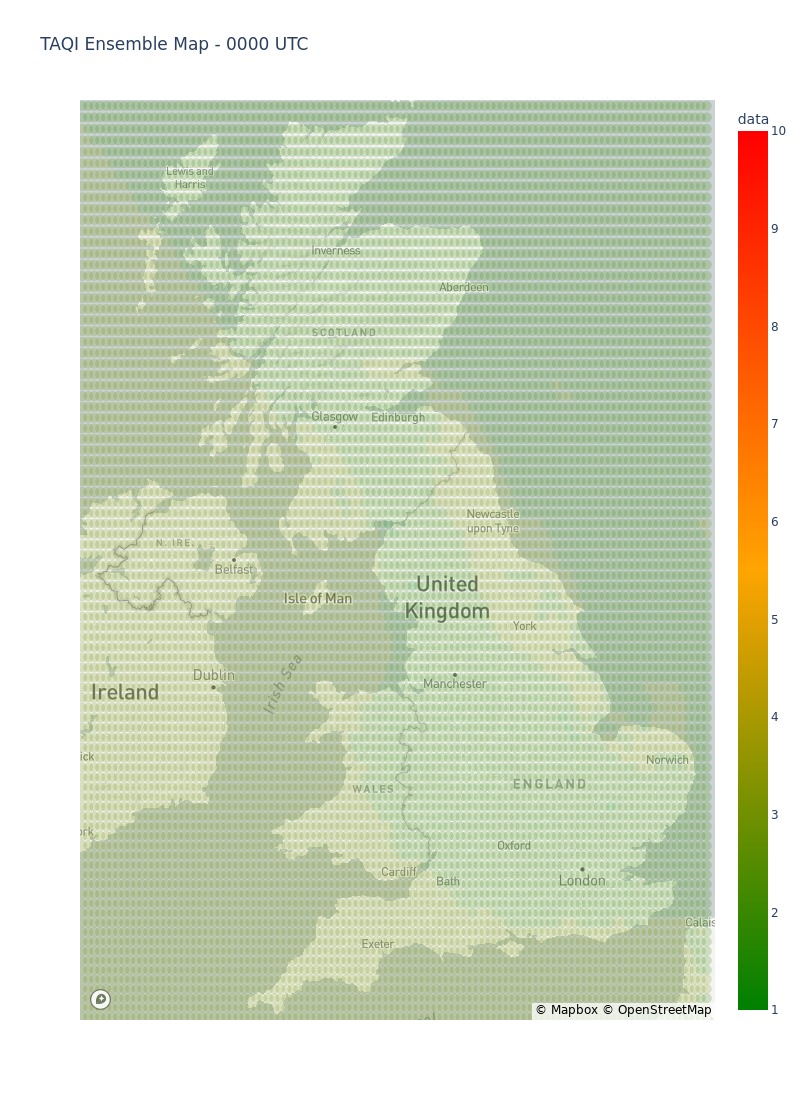 TAQI Ensemble Map - 0000 UTC
data
10
9
8
7
6
5
4
3
2
1
Lewis and
Harris
Inverness
Aberdeen
SCOTLAND
Glasgow
Edinburgh
Newcastle
upon Tyne
N. IRE.
Belfast
Isle of Man
United
Kingdom
York
Dublin
Irish Sea
Manchester
Ireland
ick
Norwich
WALES
ENGLAND
rk
Oxford
Cardiff
Bath
London
Calais
Exeter
© Mapbox © OpenStreetMap